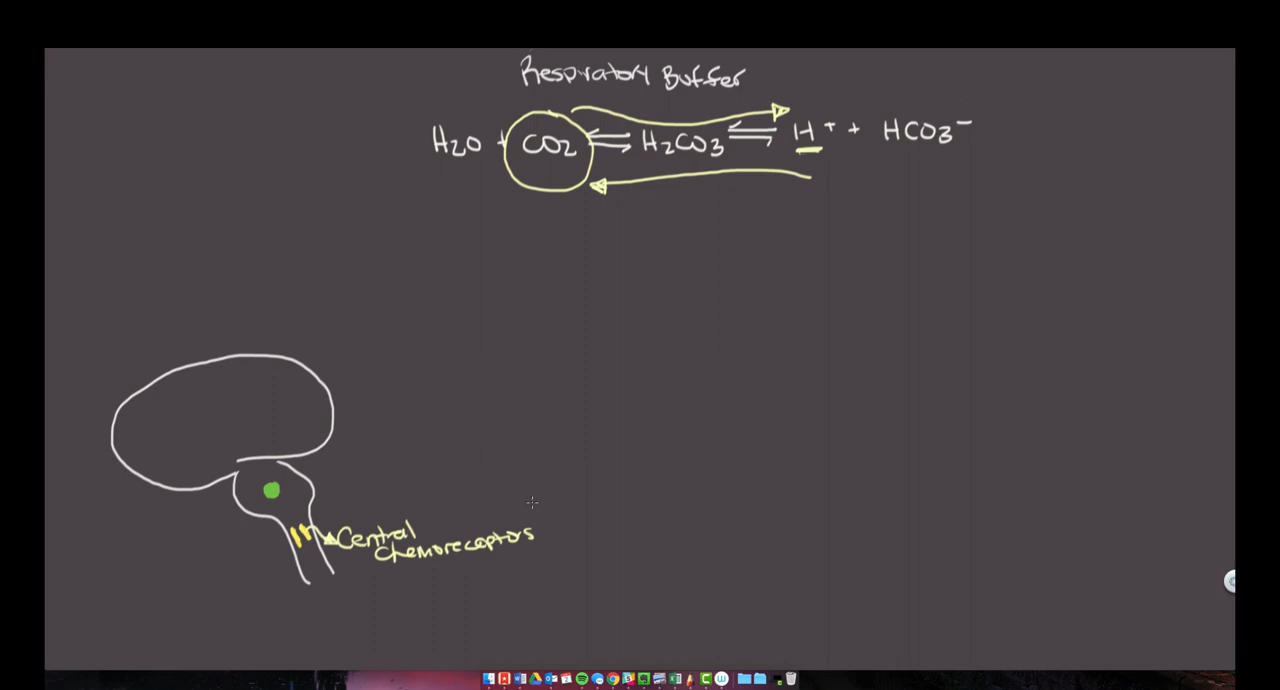 Respiratory Buffer
H2O + CO2 ⇌ H2CO3 ⇌ H+ + HCO3−
Central
Chemoreceptors